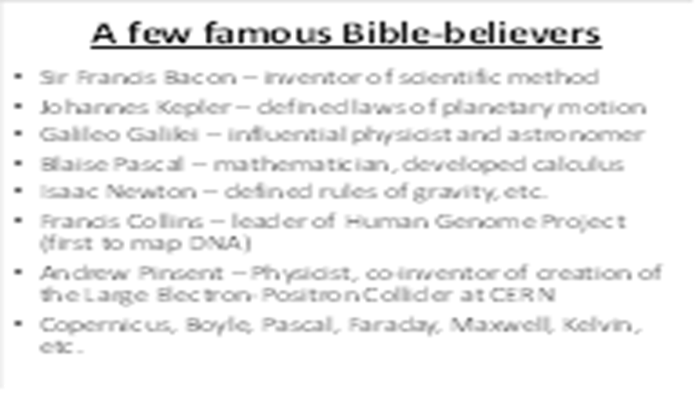 A few famous Bible-believers
• Sir Francis Bacon – inventor of scientific method
• Johannes Kepler – defined laws of planetary motion
• Galileo Galilei – influential physicist and astronomer
• Blaise Pascal – mathematician, developed calculus
• Isaac Newton – defined rules of gravity, etc.
• Francis Collins – leader of Human Genome Project
(first to map DNA)
• Andrew Pinsent – Physicist, co-inventor of creation of
the Large Electron-Positron Collider at CERN
• Copernicus, Boyle, Pascal, Faraday, Maxwell, Kelvin,
etc.